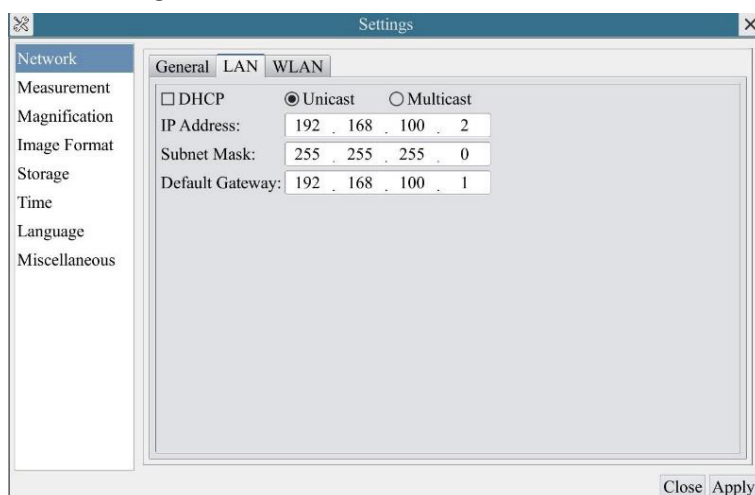 Settings
Network
Measurement
Magnification
Image Format
Storage
Time
Language
Miscellaneous
General LAN WLAN
DHCP Unicast Multicast
IP Address: 192 . 168 . 100 . 2
Subnet Mask: 255 . 255 . 255 . 0
Default Gateway: 192 . 168 . 100 . 1
Close Apply